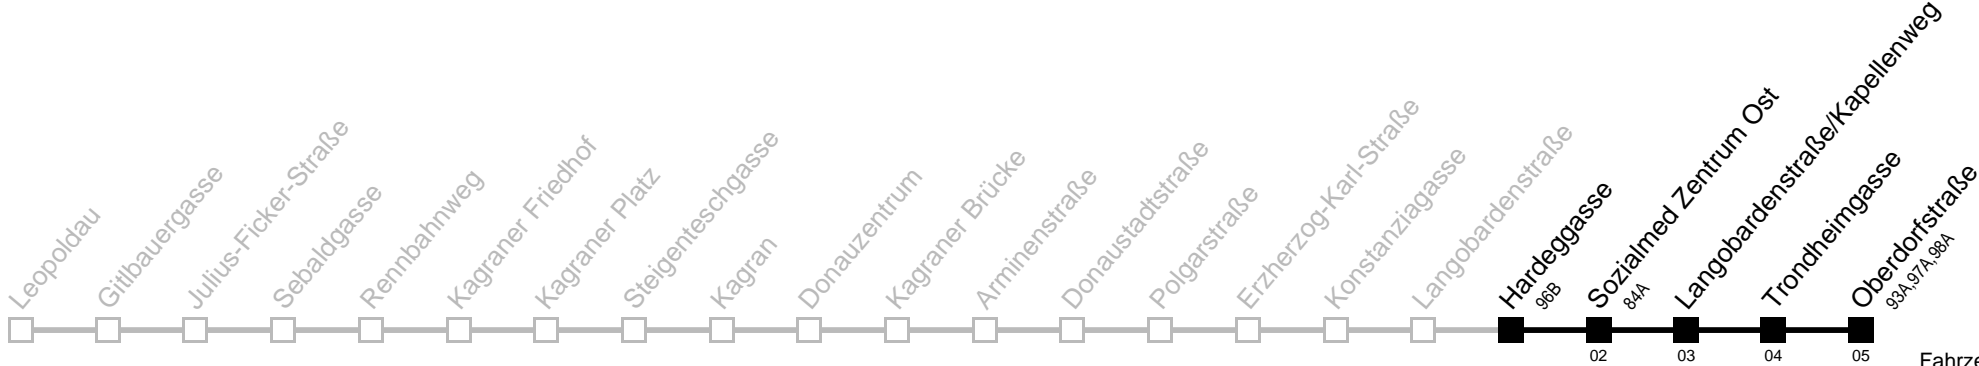 Leopoldau
Gitlbauergasse
Julius-Ficker-Straße
Sebaldgasse
Rennbahnweg
Kagraner Friedhof
Kagraner Platz
Steigenteschgasse
Kagran
Donauzentrum
Kagraner Brücke
Arminenstraße
Donaustadtstraße
Polgarstraße
Erzherzog-Karl-Straße
Konstanziagasse
Langobardenstraße
Hardeggasse
96B
Sozialmed Zentrum Ost
84A
Langobardenstraße/Kapellenweg
Trondheimgasse
Oberdorfstraße
93A,97A,98A
02
03
04
05